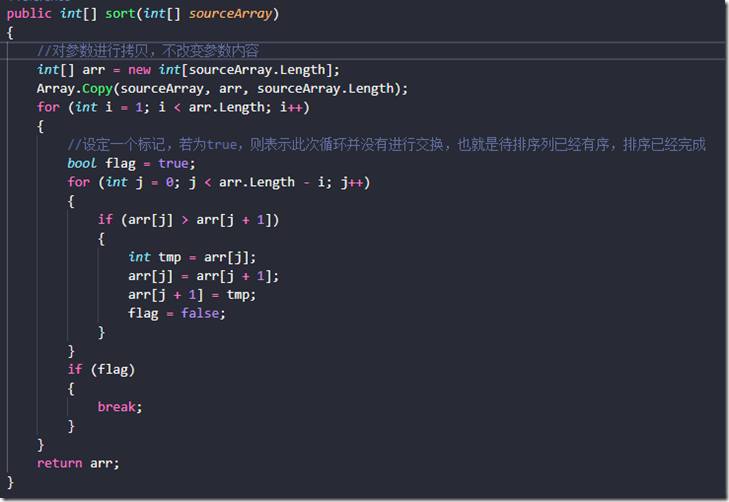 public int[] sort(int[] sourceArray)
{
    //对参数进行拷贝，不改变参数内容
    int[] arr = new int[sourceArray.Length];
    Array.Copy(sourceArray, arr, sourceArray.Length);
    for (int i = 1; i < arr.Length; i++)
    {
        //设定一个标记，若为true，则表示此次循环并没有进行交换，也就是待排序列已经有序，排序已经完成
        bool flag = true;
        for (int j = 0; j < arr.Length - i; j++)
        {
            if (arr[j] > arr[j + 1])
            {
                int tmp = arr[j];
                arr[j] = arr[j + 1];
                arr[j + 1] = tmp;
                flag = false;
            }
        }
        if (flag)
        {
            break;
        }
    }
    return arr;
}